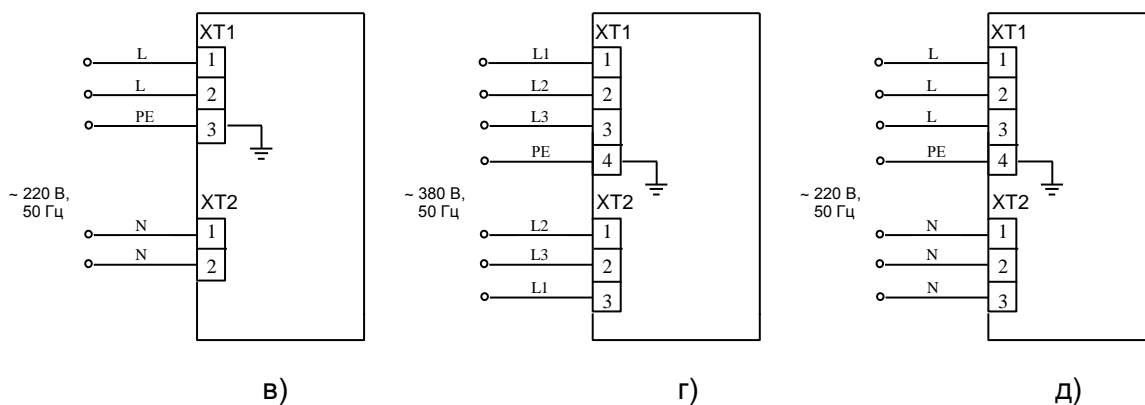 XT1
L 1
L 2
PE 3
~ 220 В,
50 Гц
XT2
N 1
N 2
в)
XT1
L1 1
L2 2
L3 3
PE 4
~ 380 В,
50 Гц
XT2
L2 1
L3 2
L1 3
г)
XT1
L 1
L 2
L 3
PE 4
~ 220 В,
50 Гц
XT2
N 1
N 2
N 3
д)